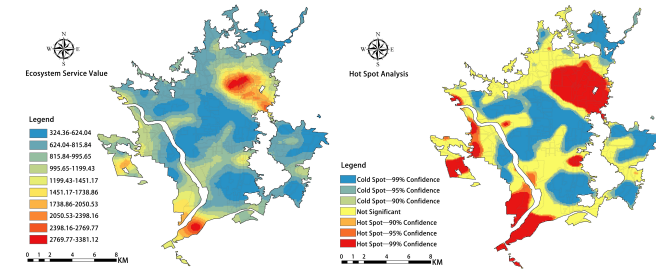 N
W E
S
Ecosystem Service Value
Legend
324.36-624.04
624.04-815.84
815.84-995.65
995.65-1199.43
1199.43-1451.17
1451.17-1738.86
1738.86-2050.53
2050.53-2398.16
2398.16-2769.77
2769.77-3381.12
0 2 4 6 8
KM
N
W E
S
Hot Spot Analysis
Legend
Cold Spot—99% Confidence
Cold Spot—95% Confidence
Cold Spot—90% Confidence
Not Significant
Hot Spot—90% Confidence
Hot Spot—95% Confidence
Hot Spot—99% Confidence
0 2 4 6 8
KM